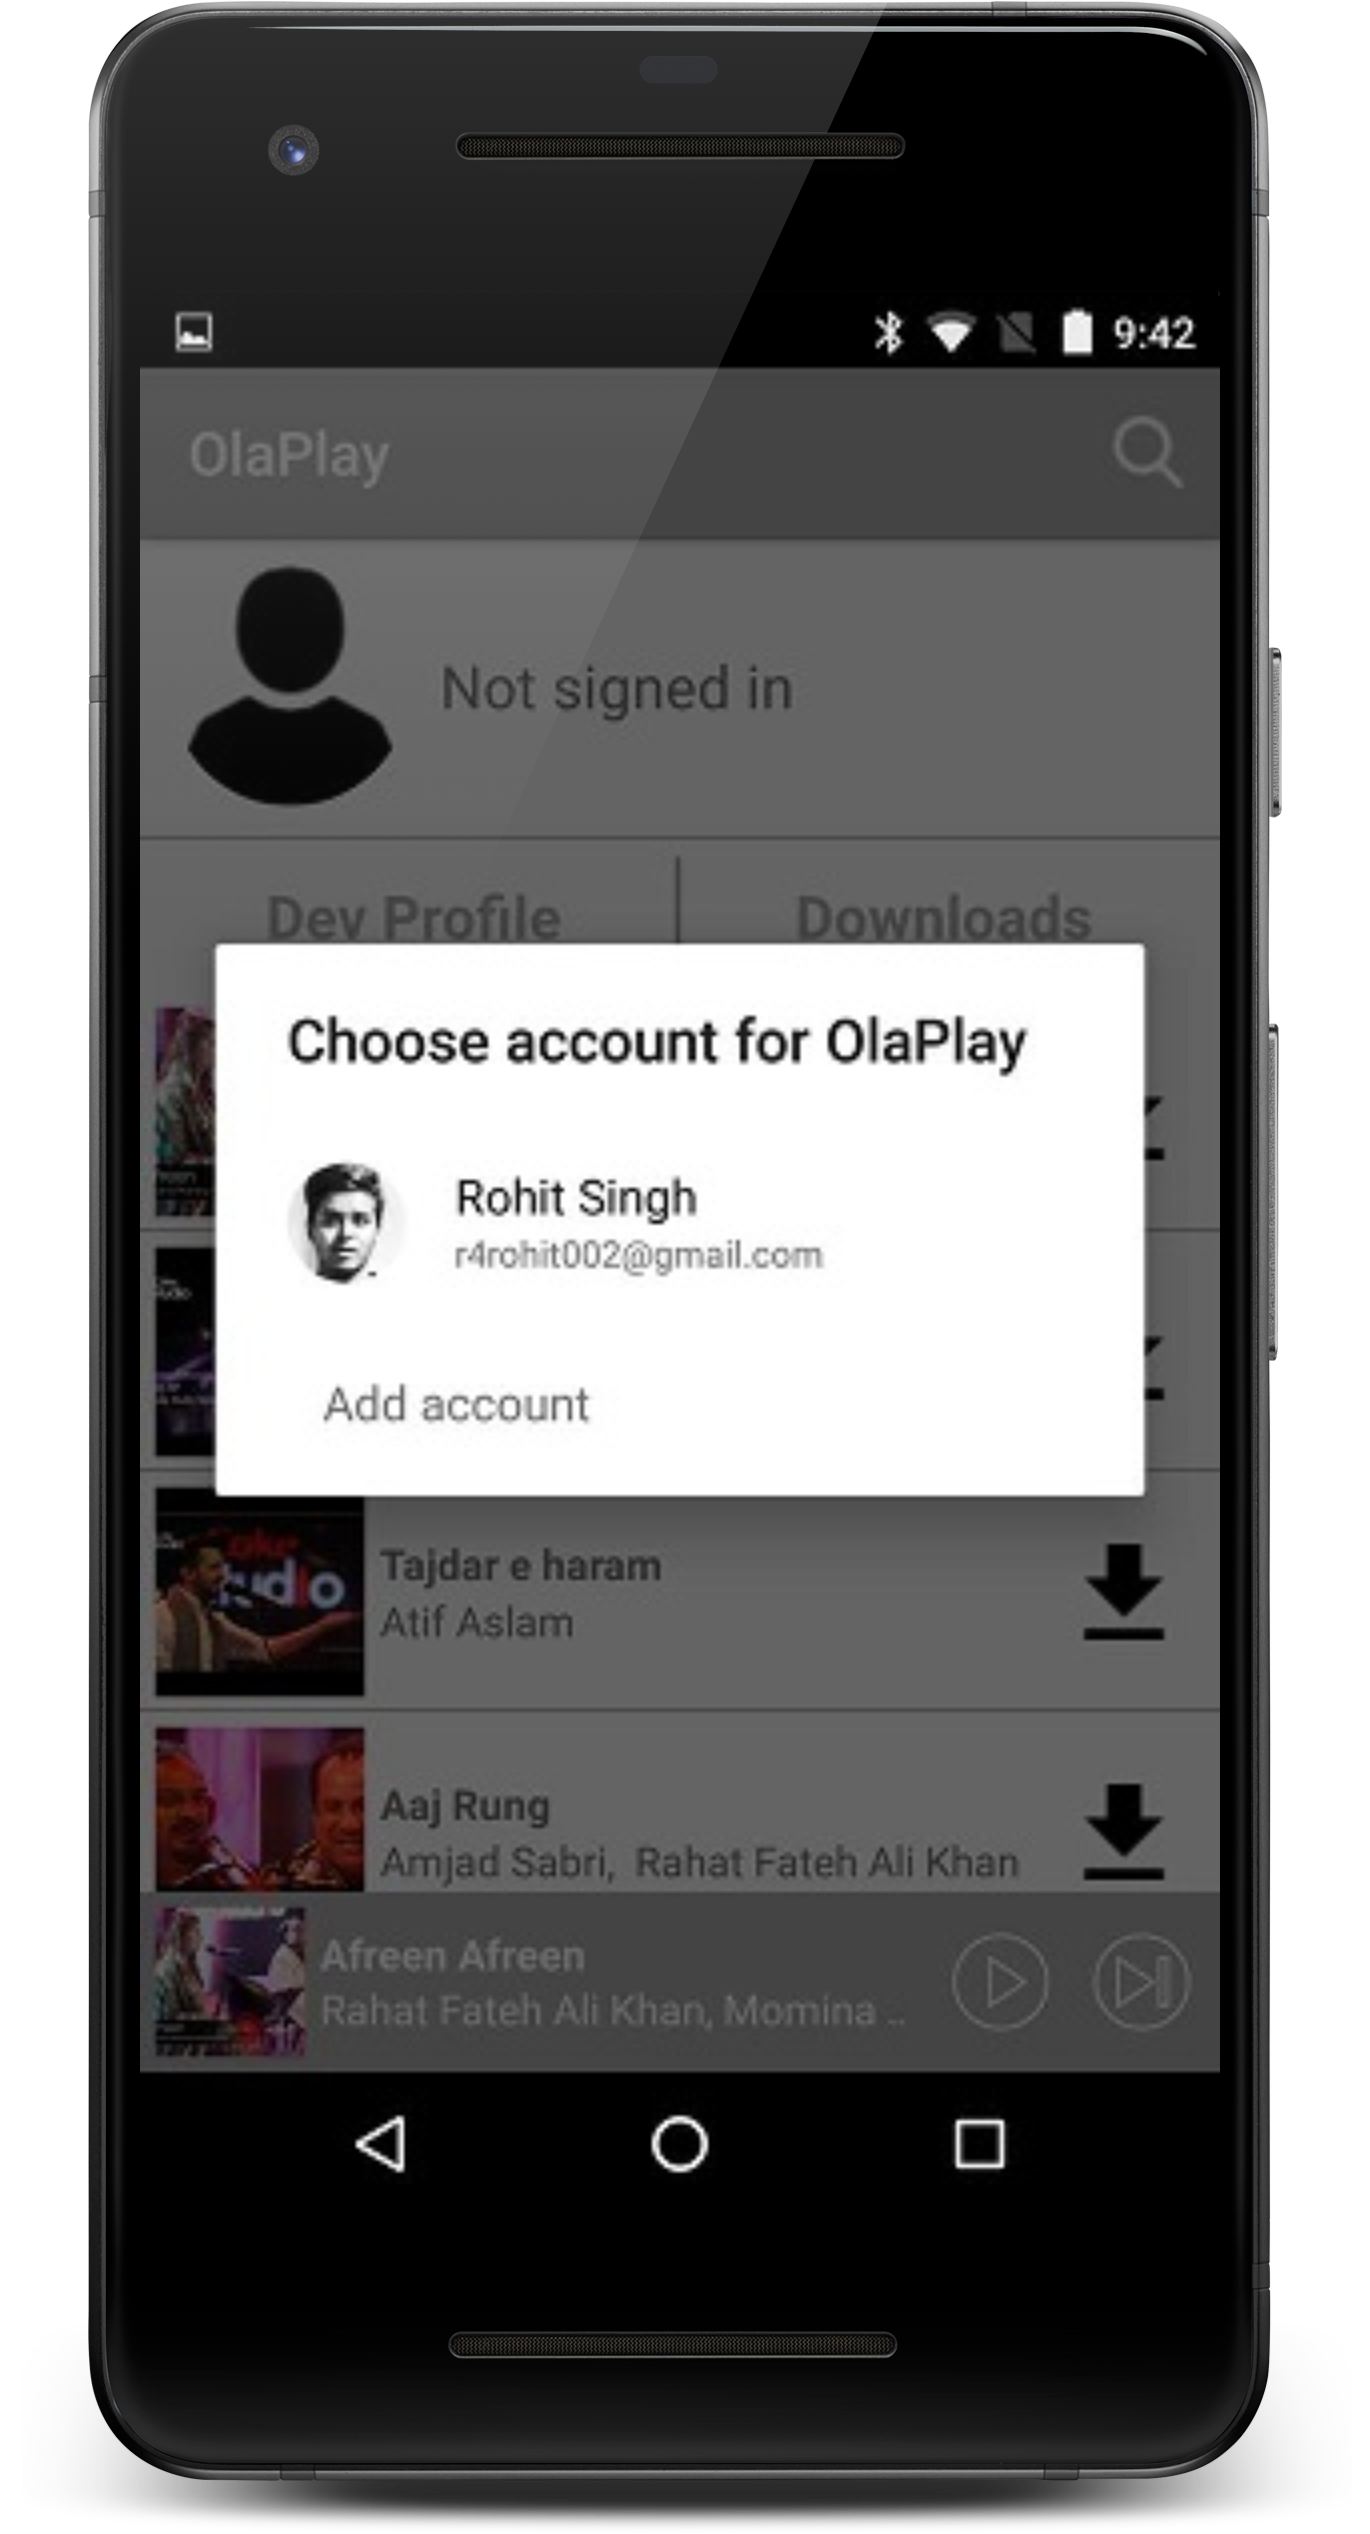 9:42
OlaPlay
Not signed in
Dev Profile
Downloads
Choose account for OlaPlay
Rohit Singh
r4rohit002@gmail.com
Add account
Tajdar e haram
Atif Aslam
Aaj Rung
Amjad Sabri, Rahat Fateh Ali Khan
Afreen Afreen
Rahat Fateh Ali Khan, Momina ..